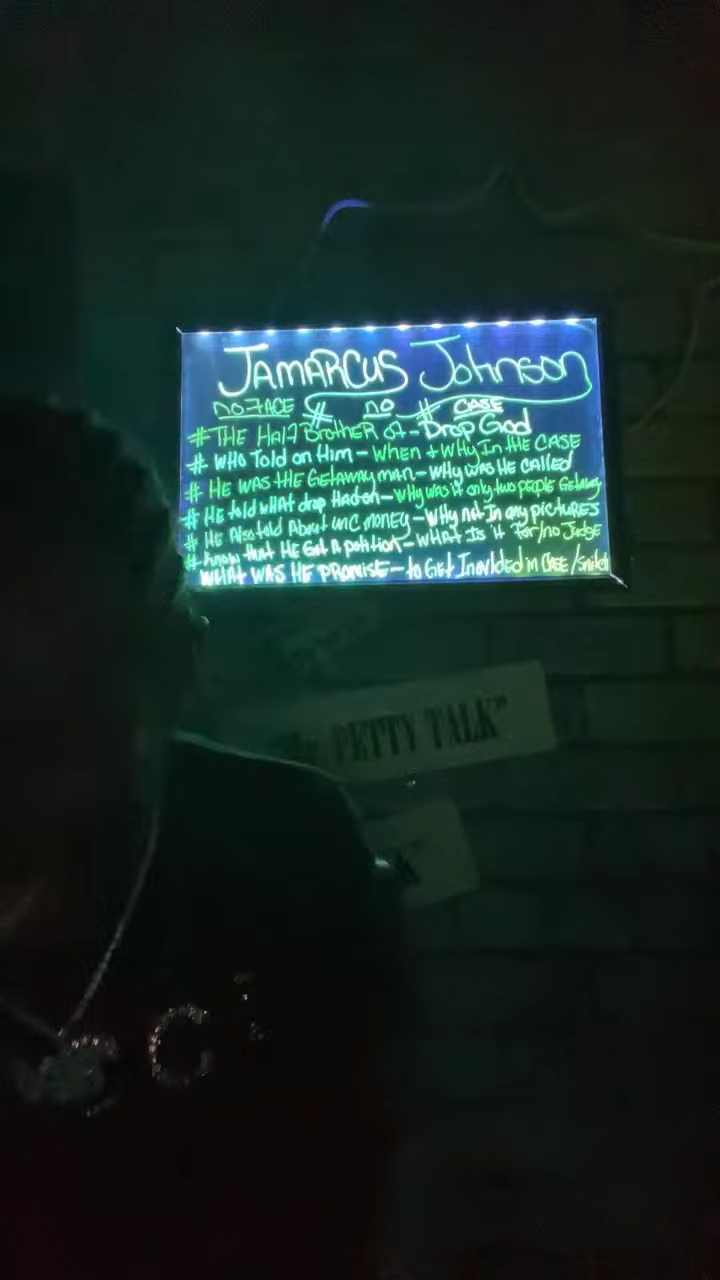 JAMARCUS Johnson
NO FACE # NO # CASE
# THE Half Brother of - Drop God
# WHO Told on Him - When + Why In the CASE
# HE WAS tHE GetAwAy mAn - WHy WAS HE CAllED
# He told wHAt drop Had on - WHy was it only two people GetAwAy
# He Also told About unc money - WHy not In any pictures
# Know that HE Got A potition - WHAt Is it For/no Judge
WHAt WAS HE PROmISE - to Get Inovlded in CASE /Snitch
PETTY TALK"